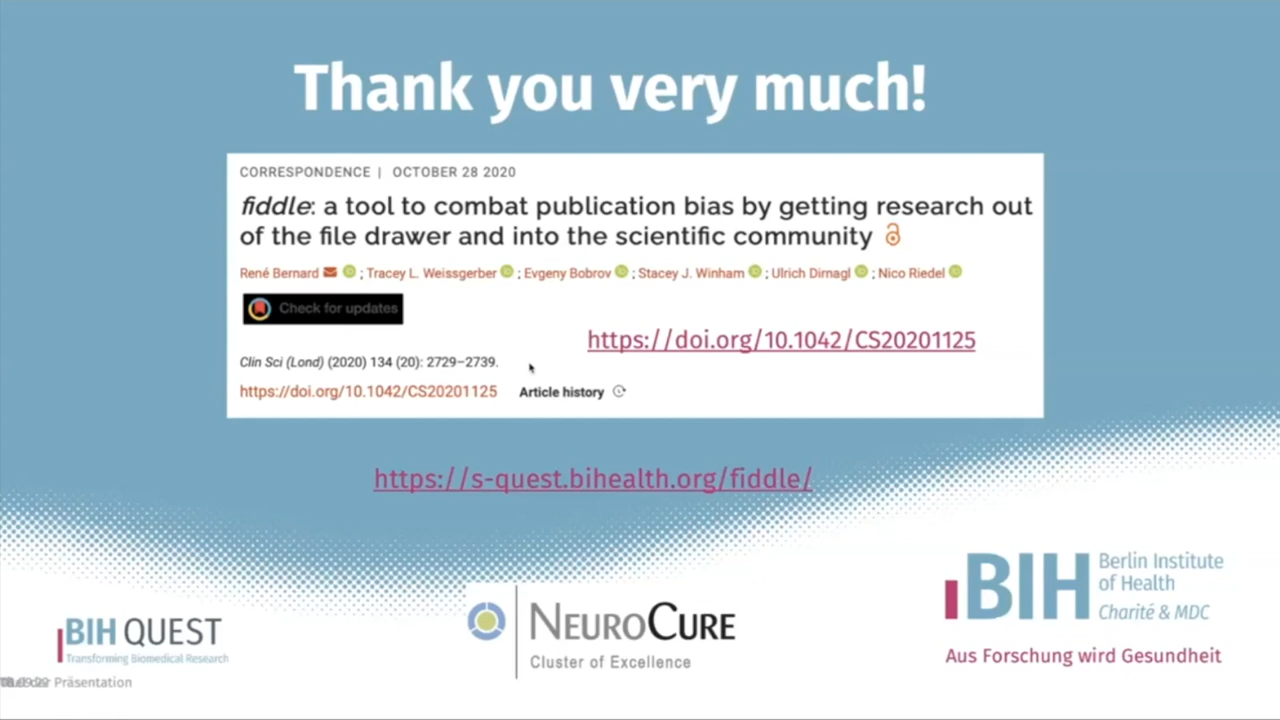 Thank you very much!
CORRESPONDENCE | OCTOBER 28 2020
fiddle: a tool to combat publication bias by getting research out
of the file drawer and into the scientific community
René Bernard ; Tracey L. Weissgerber ; Evgeny Bobrov ; Stacey J. Winham ; Ulrich Dirnagl ; Nico Riedel
Check for updates
https://doi.org/10.1042/CS20201125
Clin Sci (Lond) (2020) 134 (20): 2729–2739.
https://doi.org/10.1042/CS20201125 Article history
https://s-quest.bihealth.org/fiddle/
BIH QUEST
Transforming Biomedical Research
NEUROCURE
Cluster of Excellence
BIH Berlin Institute
of Health
Charité & MDC
Aus Forschung wird Gesundheit
Präsentation